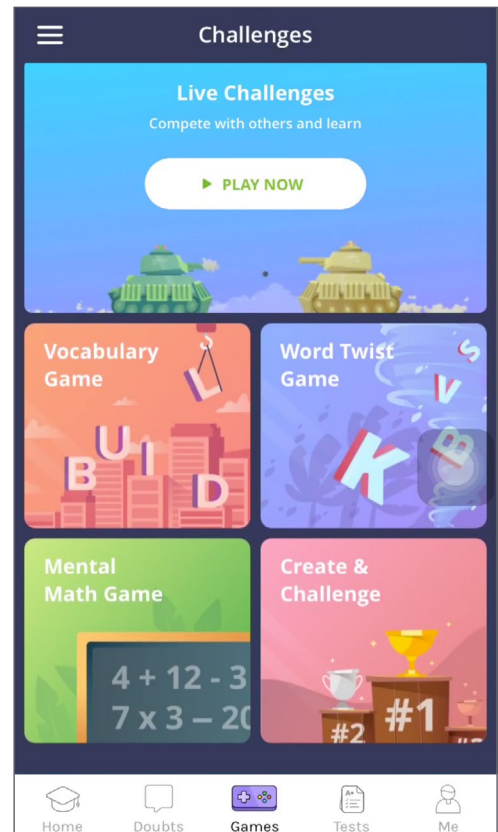 Challenges
Live Challenges
Compete with others and learn
PLAY NOW
Vocabulary
Game
L
B U I D
Word Twist
Game
S
V
B
K
Mental
Math Game
4 + 12 - 3
7 x 3 – 20
Create &
Challenge
#1
#2
A+
Home
Doubts
Games
Tests
Me